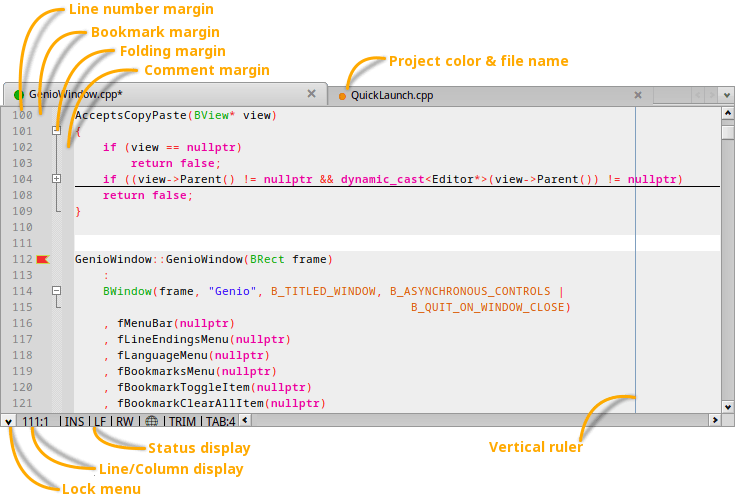 Line number margin
Bookmark margin
Folding margin
Comment margin
Project color & file name
GenioWindow.cpp*
QuickLaunch.cpp
100 AcceptsCopyPaste(BView* view)
101 {
102 if (view == nullptr)
103 return false;
104 if ((view->Parent() != nullptr && dynamic_cast<Editor*>(view->Parent()) != nullptr)
108 return false;
109 }
110
111
112 GenioWindow::GenioWindow(BRect frame)
113 :
114 BWindow(frame, "Genio", B_TITLED_WINDOW, B_ASYNCHRONOUS_CONTROLS |
115 B_QUIT_ON_WINDOW_CLOSE)
116 , fMenuBar(nullptr)
117 , fLineEndingsMenu(nullptr)
118 , fLanguageMenu(nullptr)
119 , fBookmarksMenu(nullptr)
120 , fBookmarkToggleItem(nullptr)
121 , fBookmarkClearAllItem(nullptr)
111:1 | INS | LF | RW | TRIM | TAB:4
Status display
Vertical ruler
Line/Column display
Lock menu